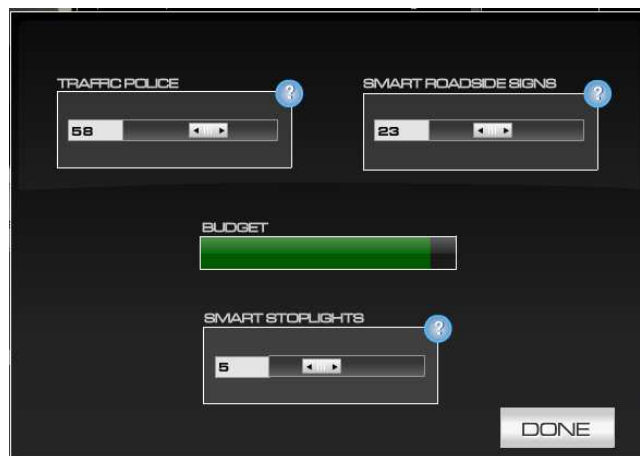 TRAFFIC POLICE
?
SMART ROADSIDE SIGNS
?
58
23
BUDGET
SMART STOPLIGHTS
?
5
DONE